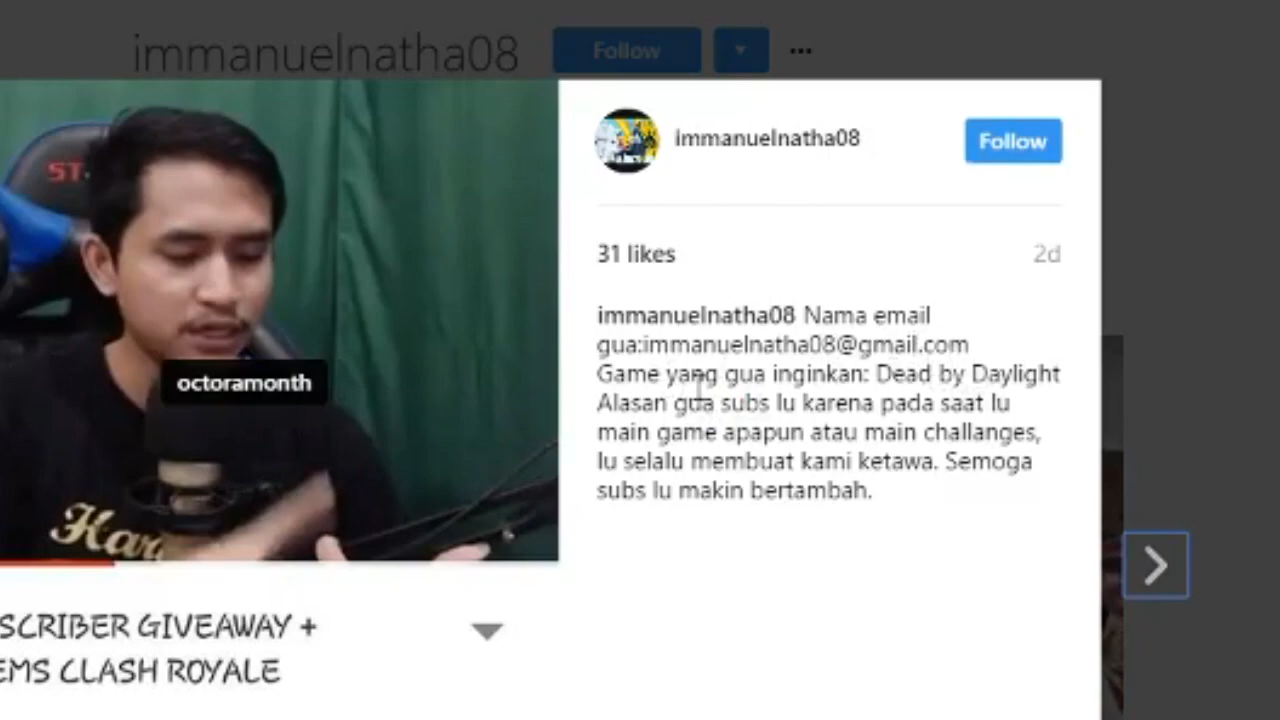 immanuelnatha08 Follow
immanuelnatha08
Follow
ST
octoramonth
31 likes
2d
immanuelnatha08 Nama email
gua:immanuelnatha08@gmail.com
Game yang gua inginkan: Dead by Daylight
Alasan gua subs lu karena pada saat lu
main game apapun atau main challanges,
lu selalu membuat kami ketawa. Semoga
subs lu makin bertambah.
SCRIBER GIVEAWAY +
EMS CLASH ROYALE